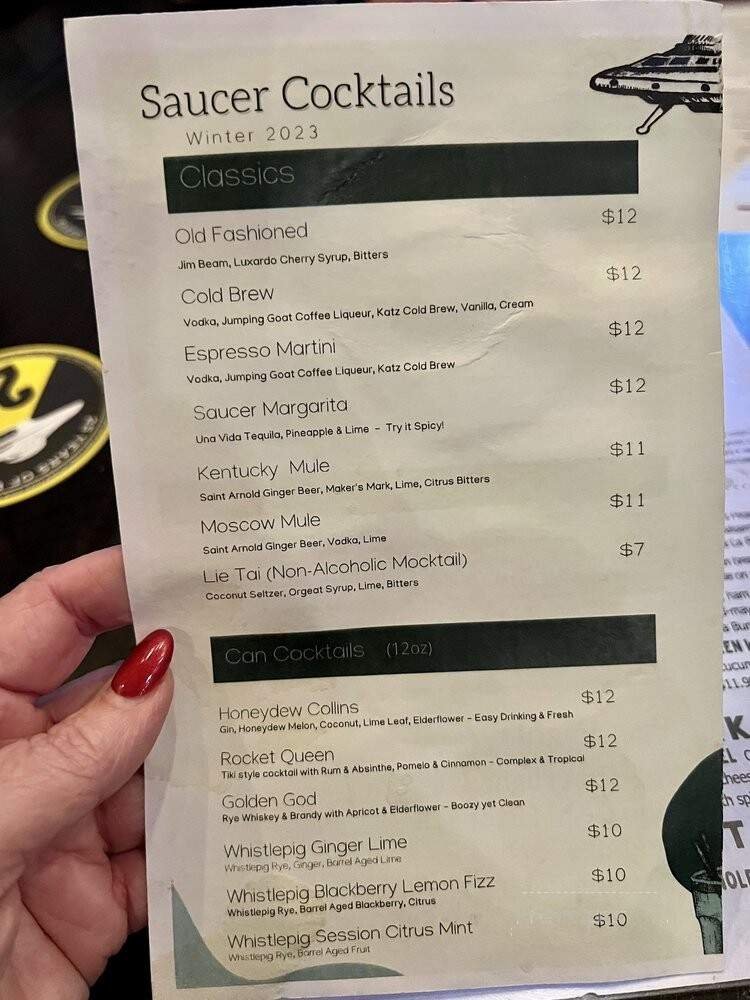 Saucer Cocktails
Winter 2023
Classics
Old Fashioned $12
Jim Beam, Luxardo Cherry Syrup, Bitters
Cold Brew $12
Vodka, Jumping Goat Coffee Liqueur, Katz Cold Brew, Vanilla, Cream
Espresso Martini $12
Vodka, Jumping Goat Coffee Liqueur, Katz Cold Brew
Saucer Margarita $12
Una Vida Tequila, Pineapple & Lime - Try it Spicy!
Kentucky Mule $11
Saint Arnold Ginger Beer, Maker's Mark, Lime, Citrus Bitters
Moscow Mule $11
Saint Arnold Ginger Beer, Vodka, Lime
Lie Tai (Non-Alcoholic Mocktail) $7
Coconut Seltzer, Orgeat Syrup, Lime, Bitters
Can Cocktails (12oz)
Honeydew Collins $12
Gin, Honeydew Melon, Coconut, Lime Leaf, Elderflower - Easy Drinking & Fresh
Rocket Queen $12
Tiki style cocktail with Rum & Absinthe, Pomelo & Cinnamon - Complex & Tropical
Golden God $12
Rye Whiskey & Brandy with Apricot & Elderflower - Boozy yet Clean
Whistlepig Ginger Lime $10
Whistlepig Rye, Ginger, Barrel Aged Lime
Whistlepig Blackberry Lemon Fizz $10
Whistlepig Rye, Barrel Aged Blackberry, Citrus
Whistlepig Session Citrus Mint $10
Whistlepig Rye, Barrel Aged Fruit